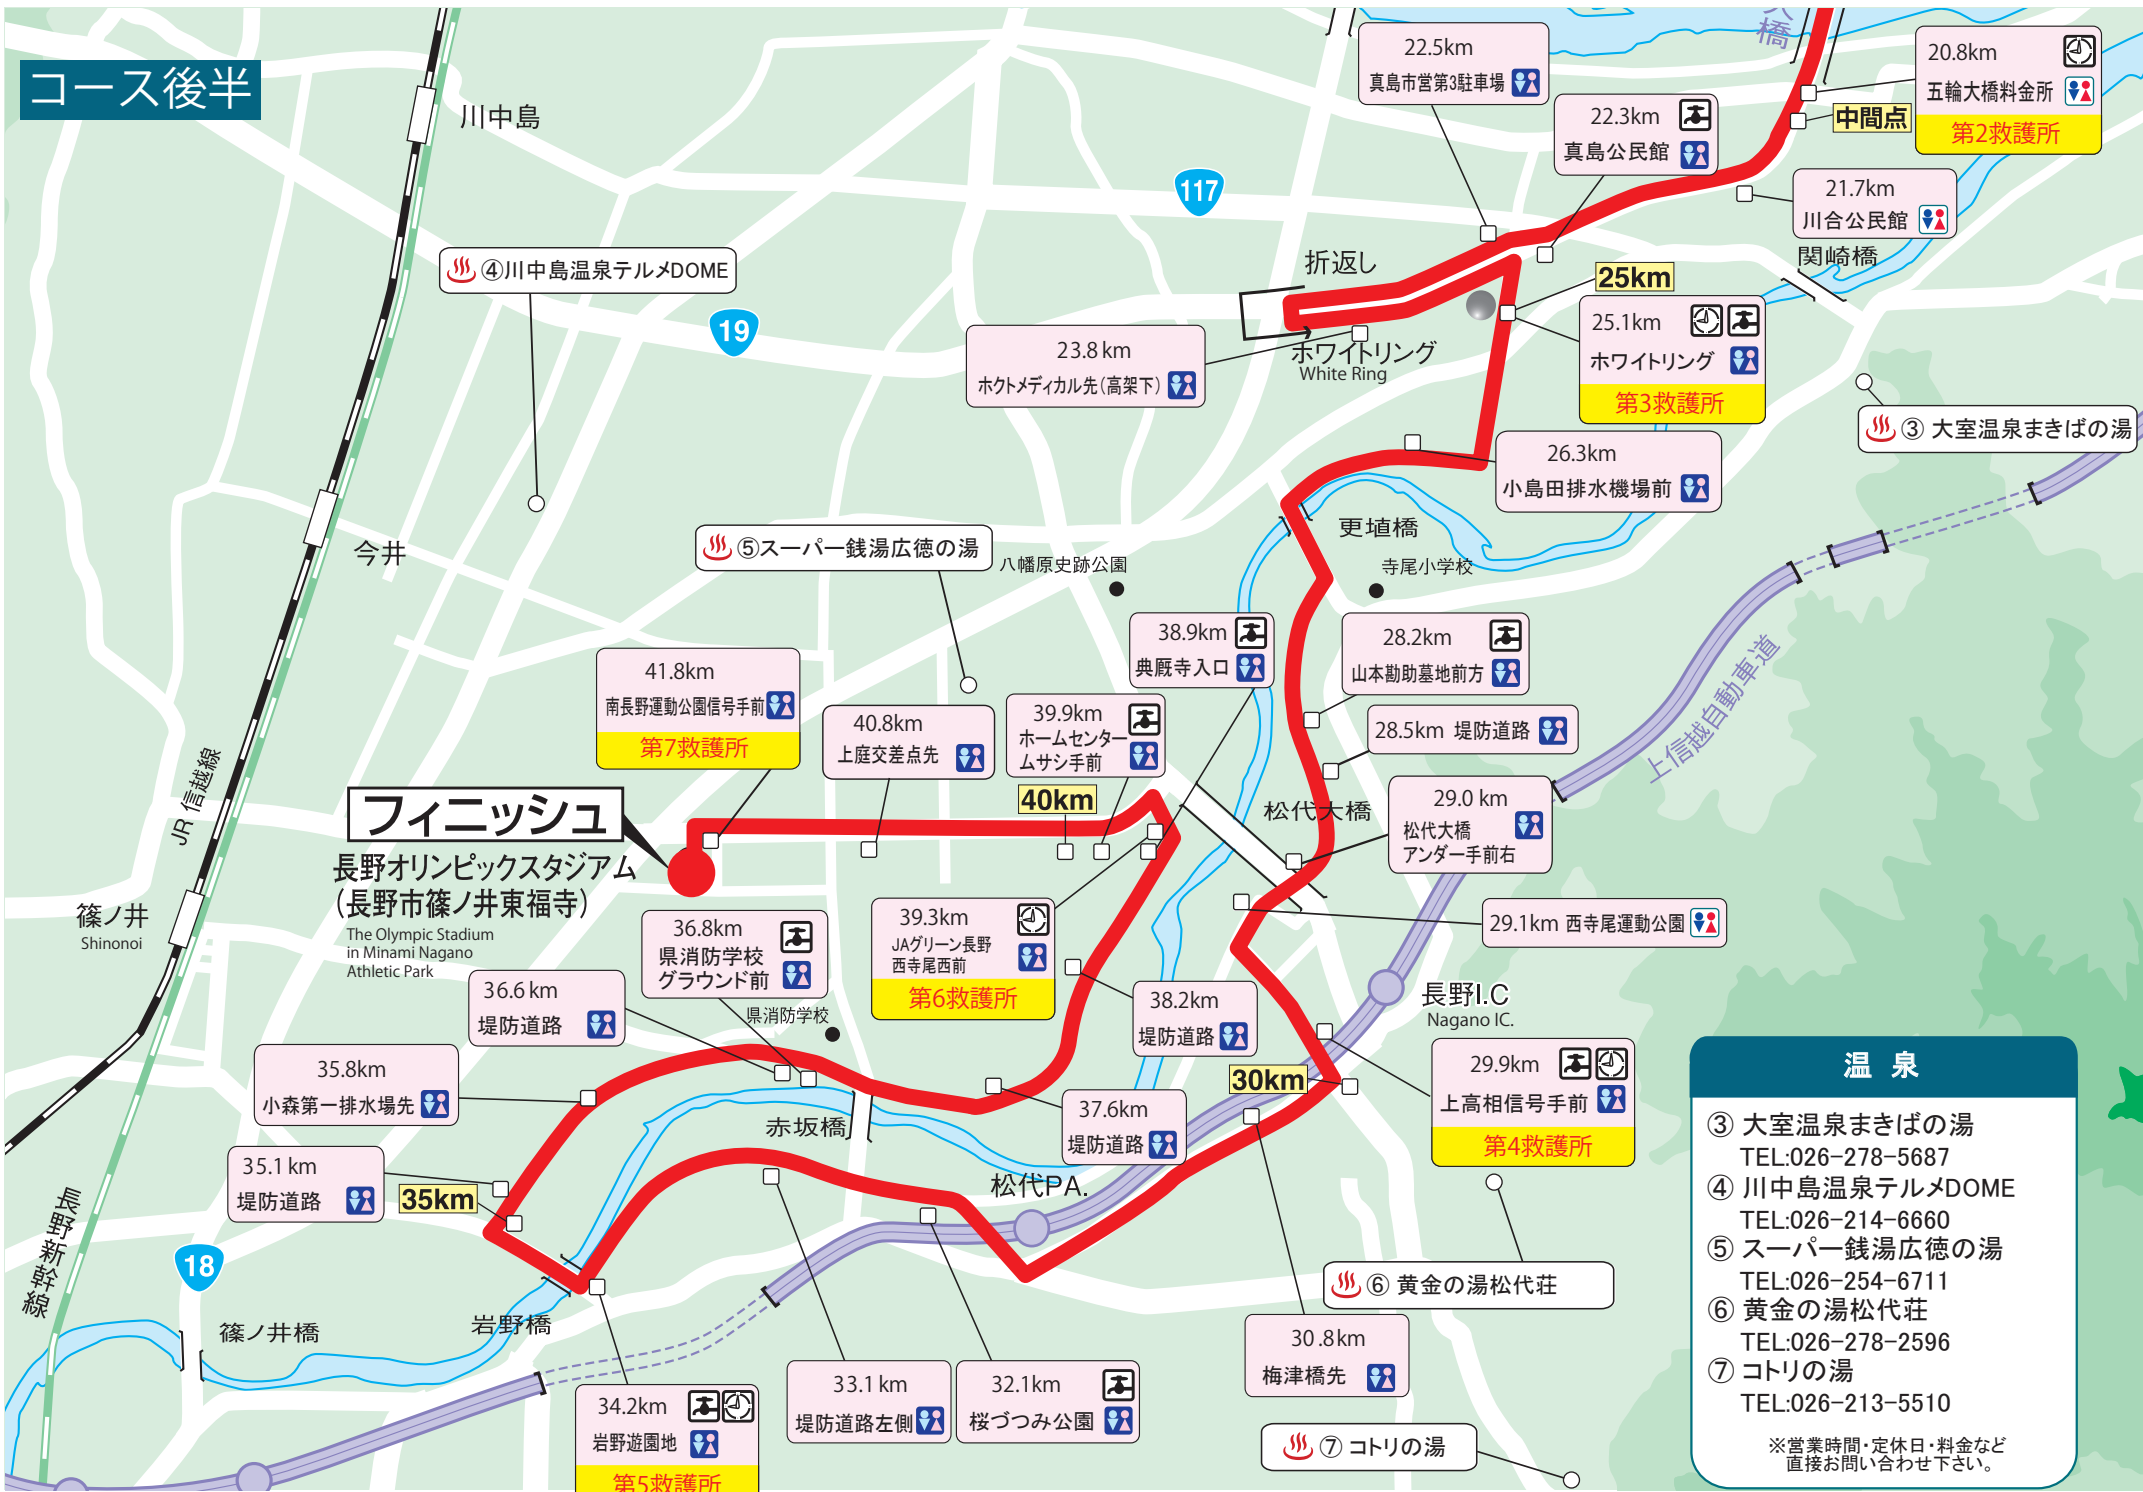 コース後半
大橋
22.5km
真島市営第3駐車場
20.8km
五輪大橋料金所
第2救護所
中間点
22.3km
真島公民館
21.7km
川合公民館
川中島
117
関崎橋
折返し
④川中島温泉テルメDOME
25km
25.1km
ホワイトリング
第3救護所
19
23.8km
ホクトメディカル先(高架下)
ホワイトリング
White Ring
③ 大室温泉まきばの湯
26.3km
小島田排水機場前
更埴橋
今井
⑤スーパー銭湯広徳の湯
八幡原史跡公園
寺尾小学校
38.9km
典厩寺入口
28.2km
山本勘助墓地前方
41.8km
南長野運動公園信号手前
第7救護所
40.8km
上庭交差点先
39.9km
ホームセンター
ムサシ手前
28.5km 堤防道路
上信越自動車道
JR 信越線
フィニッシュ
長野オリンピックスタジアム
(長野市篠ノ井東福寺)
The Olympic Stadium
in Minami Nagano
Athletic Park
40km
松代大橋
29.0 km
松代大橋
アンダー手前右
篠ノ井
Shinonoi
36.8km
県消防学校
グラウンド前
39.3km
JAグリーン長野
西寺尾西前
第6救護所
29.1km 西寺尾運動公園
36.6 km
堤防道路
県消防学校
38.2km
堤防道路
長野I.C
Nagano IC.
35.8km
小森第一排水場先
30km
29.9km
上高相信号手前
第4救護所
37.6km
堤防道路
赤坂橋
35.1 km
堤防道路
35km
松代PA.
長野新幹線
18
篠ノ井橋
岩野橋
⑥ 黄金の湯松代荘
30.8km
梅津橋先
34.2km
岩野遊園地
第5救護所
33.1 km
堤防道路左側
32.1km
桜づつみ公園
⑦ コトリの湯
温 泉
③ 大室温泉まきばの湯
TEL:026-278-5687
④ 川中島温泉テルメDOME
TEL:026-214-6660
⑤ スーパー銭湯広徳の湯
TEL:026-254-6711
⑥ 黄金の湯松代荘
TEL:026-278-2596
⑦ コトリの湯
TEL:026-213-5510
※営業時間・定休日・料金など
直接お問い合わせ下さい。